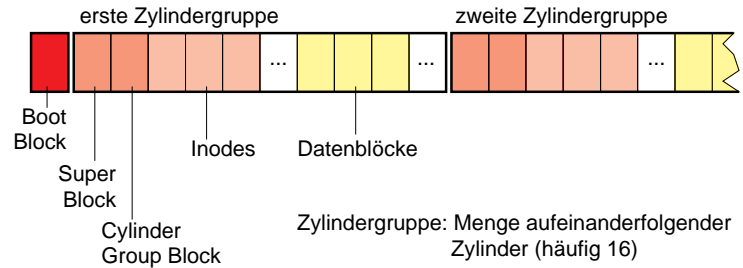 erste Zylindergruppe
zweite Zylindergruppe
...
...
...
Boot
Block
Inodes
Datenblöcke
Super
Block
Cylinder
Group Block
Zylindergruppe: Menge aufeinanderfolgender
Zylinder (häufig 16)